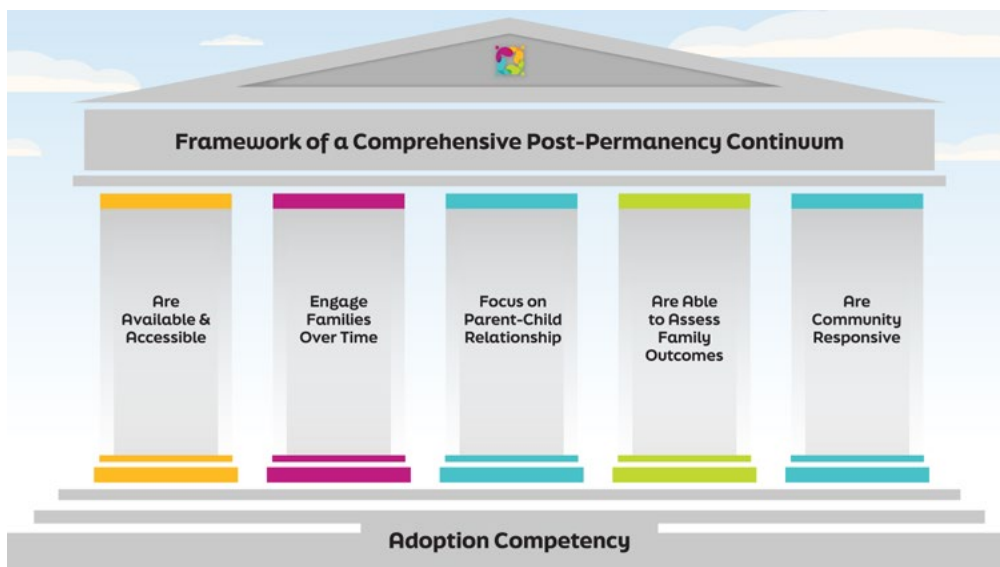 Framework of a Comprehensive Post-Permanency Continuum
Are
Available &
Accessible
Engage
Families
Over Time
Focus on
Parent-Child
Relationship
Are Able
to Assess
Family
Outcomes
Are
Community
Responsive
Adoption Competency